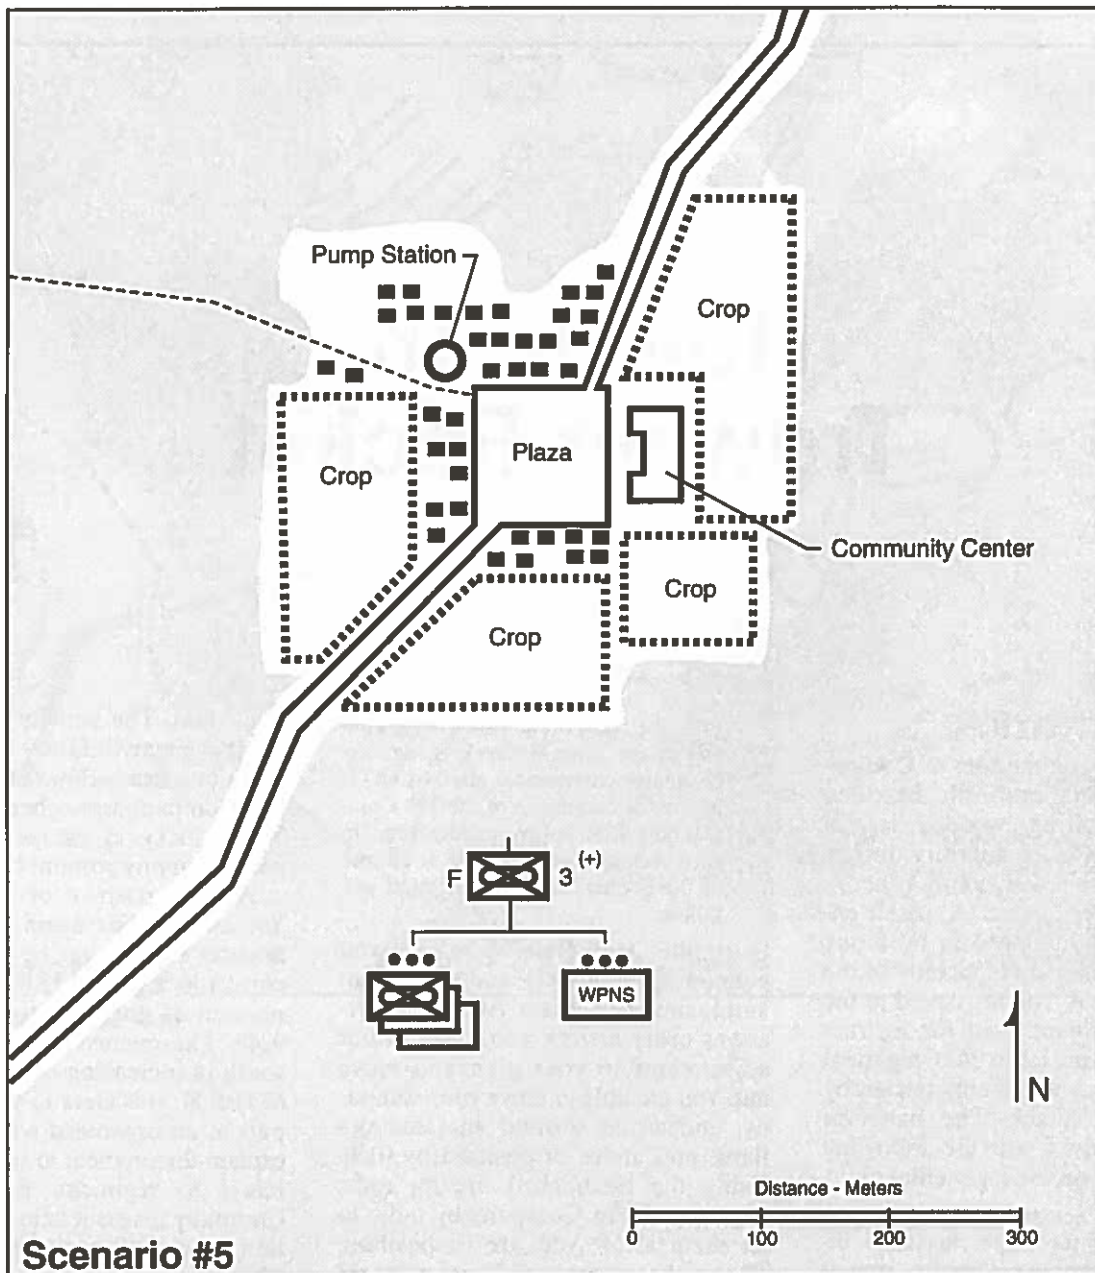 Pump Station
Crop
Crop
Plaza
Community Center
Crop
Crop
F 3 (+)
WPNS
N
Distance - Meters
0 100 200 300
Scenario #5